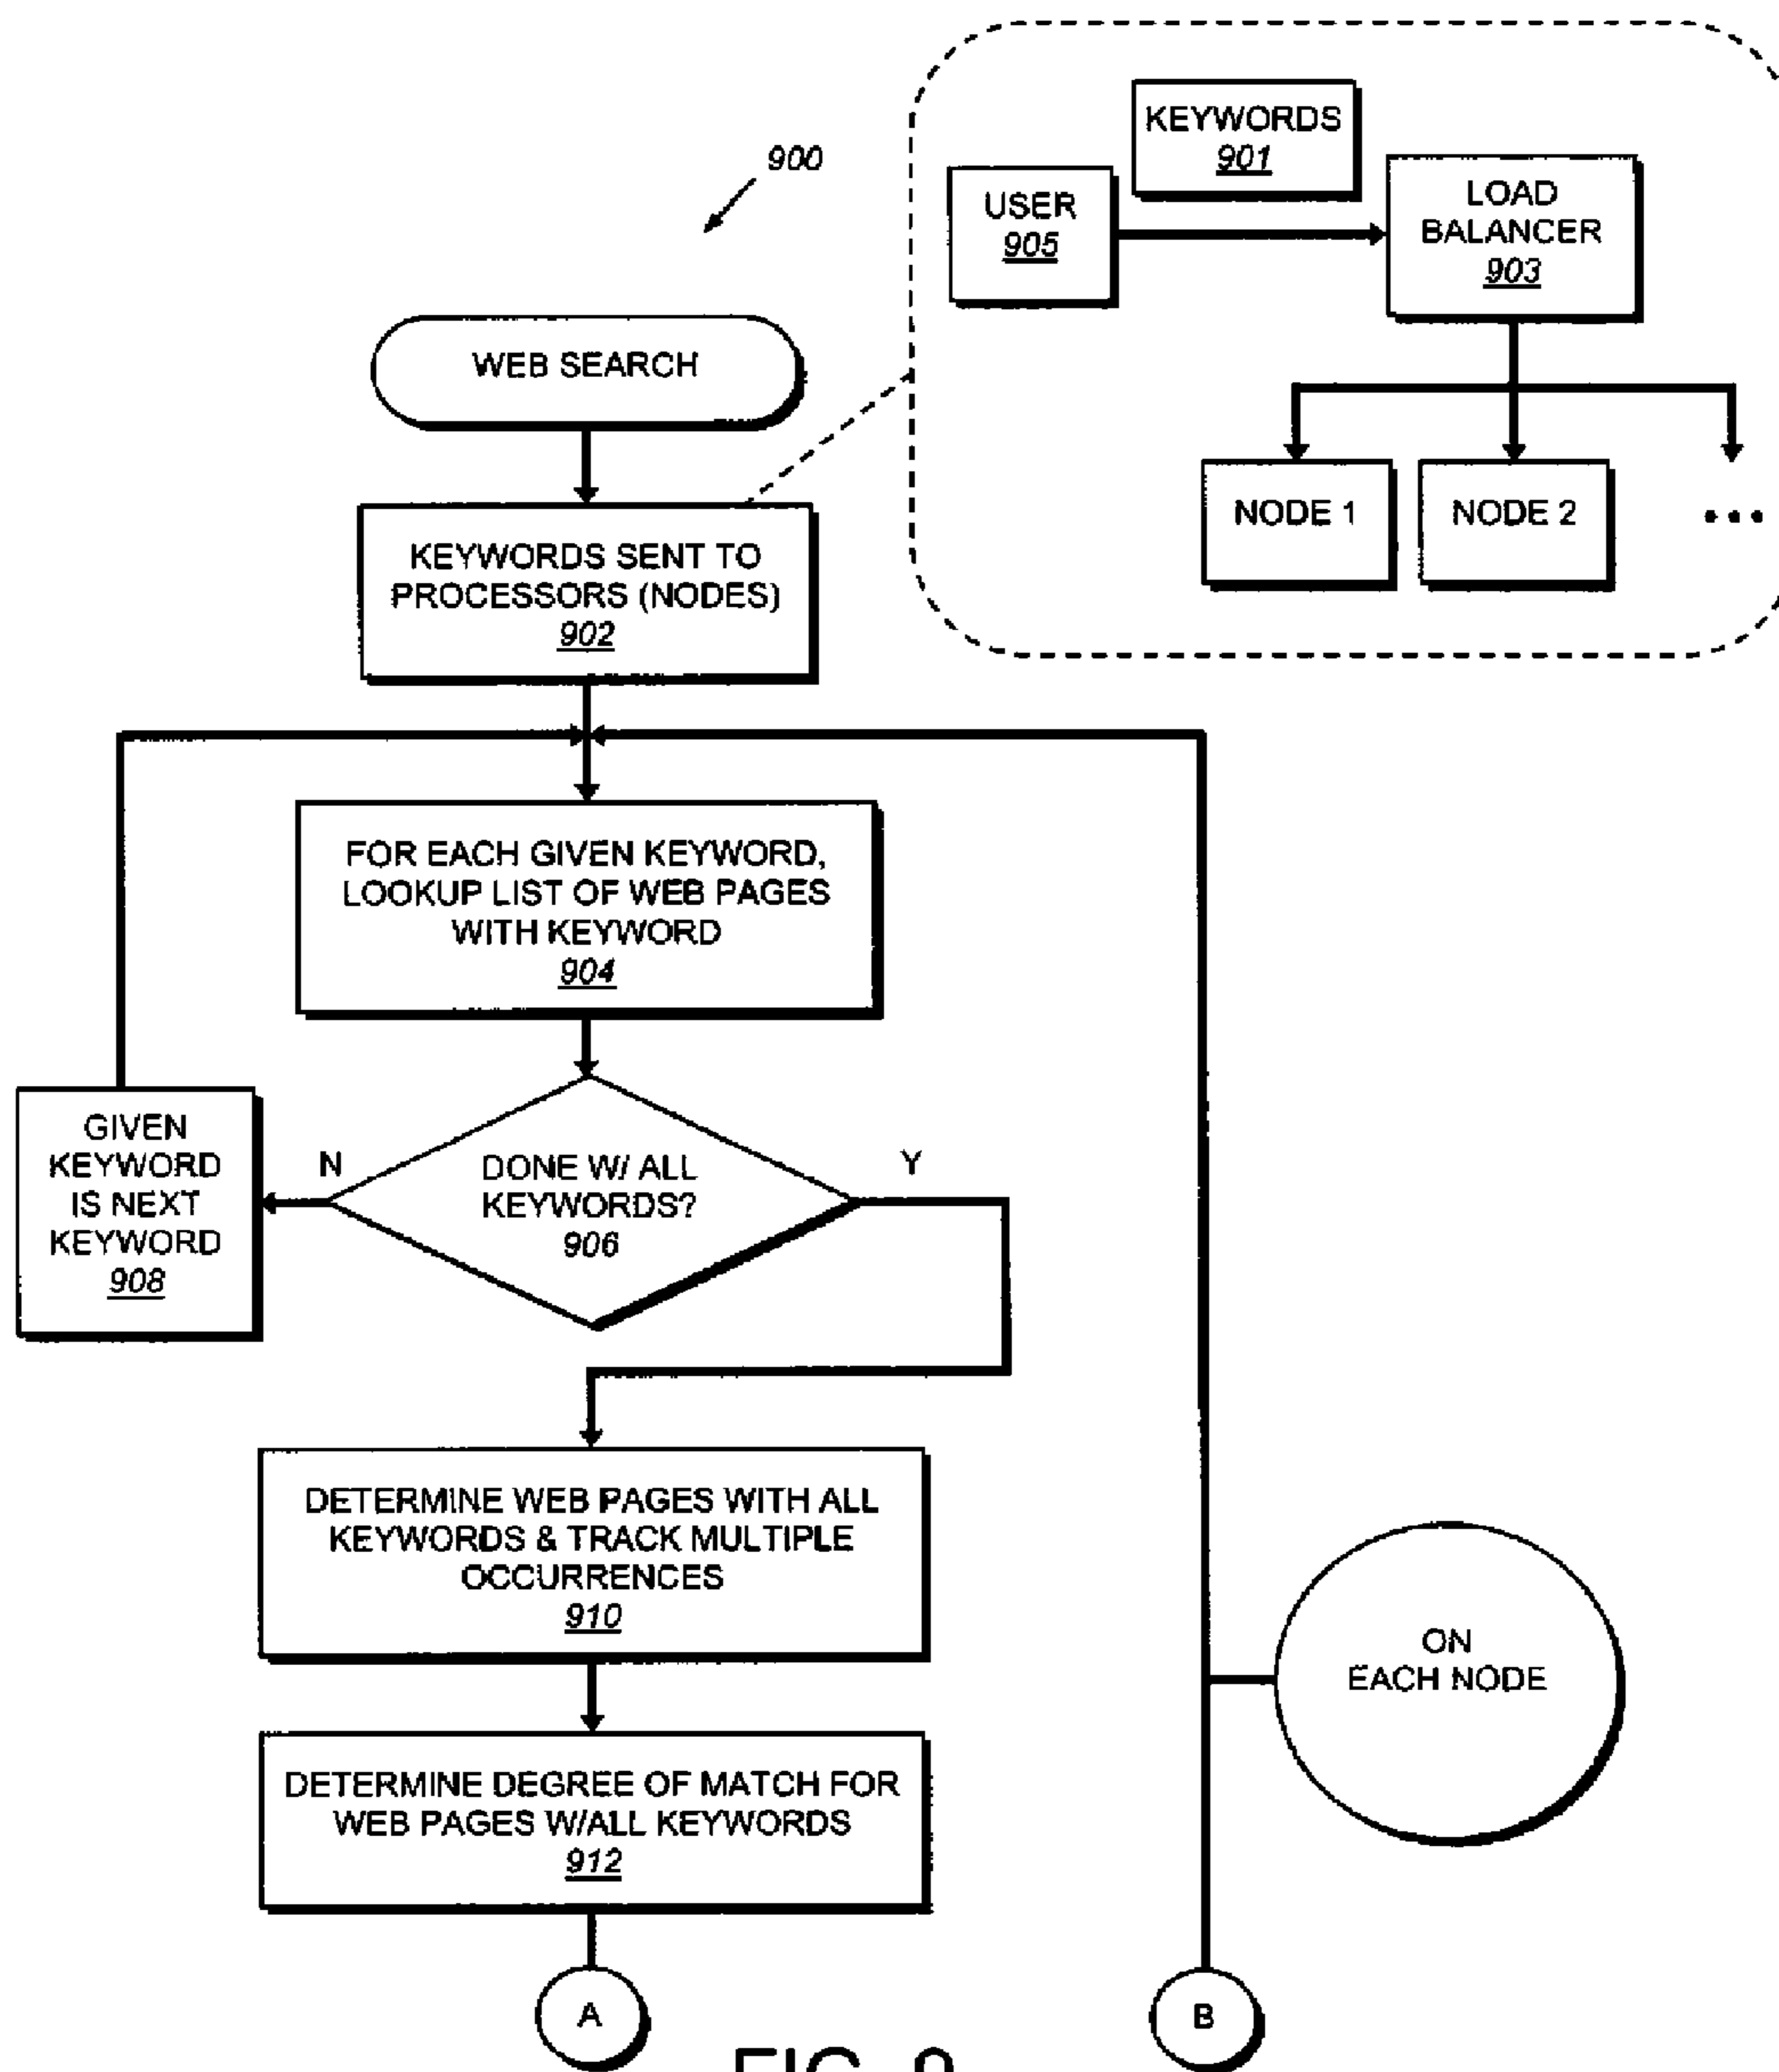 900
KEYWORDS
901
USER
905
LOAD
BALANCER
903
NODE 1
NODE 2
...
WEB SEARCH
KEYWORDS SENT TO
PROCESSORS (NODES)
902
FOR EACH GIVEN KEYWORD,
LOOKUP LIST OF WEB PAGES
WITH KEYWORD
904
GIVEN
KEYWORD
IS NEXT
KEYWORD
908
N
DONE W/ ALL
KEYWORDS?
906
Y
DETERMINE WEB PAGES WITH ALL
KEYWORDS & TRACK MULTIPLE
OCCURRENCES
910
ON
EACH NODE
DETERMINE DEGREE OF MATCH FOR
WEB PAGES W/ALL KEYWORDS
912
A
B
FIG. 9